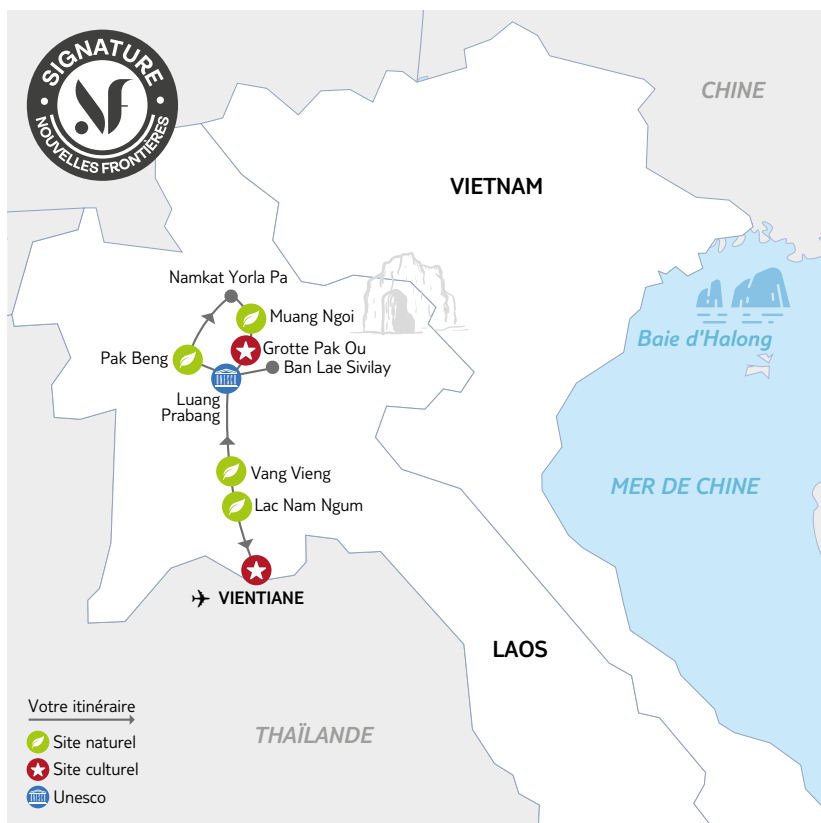 SIGNATURE
NF
NOUVELLES FRONTIÈRES
CHINE
VIETNAM
Namkat Yorla Pa
Muang Ngoi
Baie d'Halong
Grotte Pak Ou
Pak Beng
Ban Lae Sivilay
Luang
Prabang
Vang Vieng
MER DE CHINE
Lac Nam Ngum
VIENTIANE
LAOS
Votre itinéraire
THAÏLANDE
Site naturel
Site culturel
Unesco